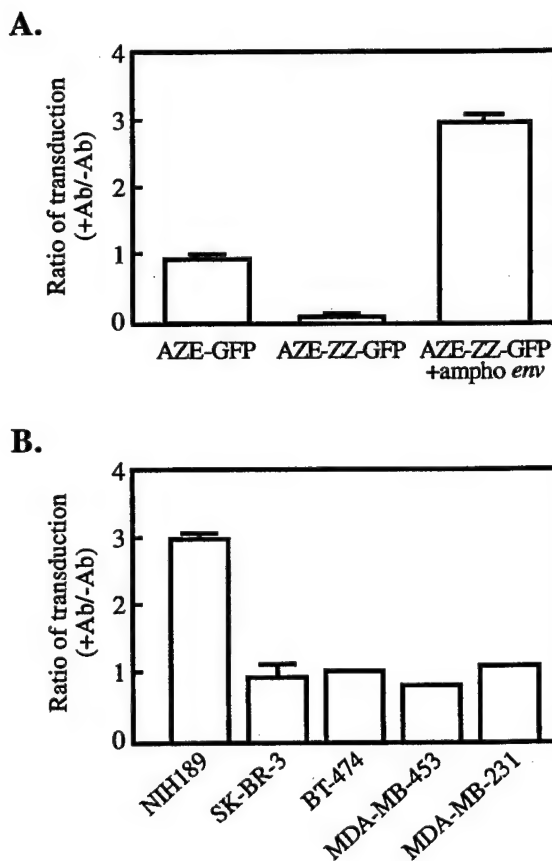 A.
4
3
2
1
0
Ratio of transduction
(+Ab/-Ab)
AZE-GFP
AZE-ZZ-GFP
AZE-ZZ-GFP
+ampho env
B.
4
3
2
1
0
Ratio of transduction
(+Ab/-Ab)
NIH189
SK-BR-3
BT-474
MDA-MB-453
MDA-MB-231